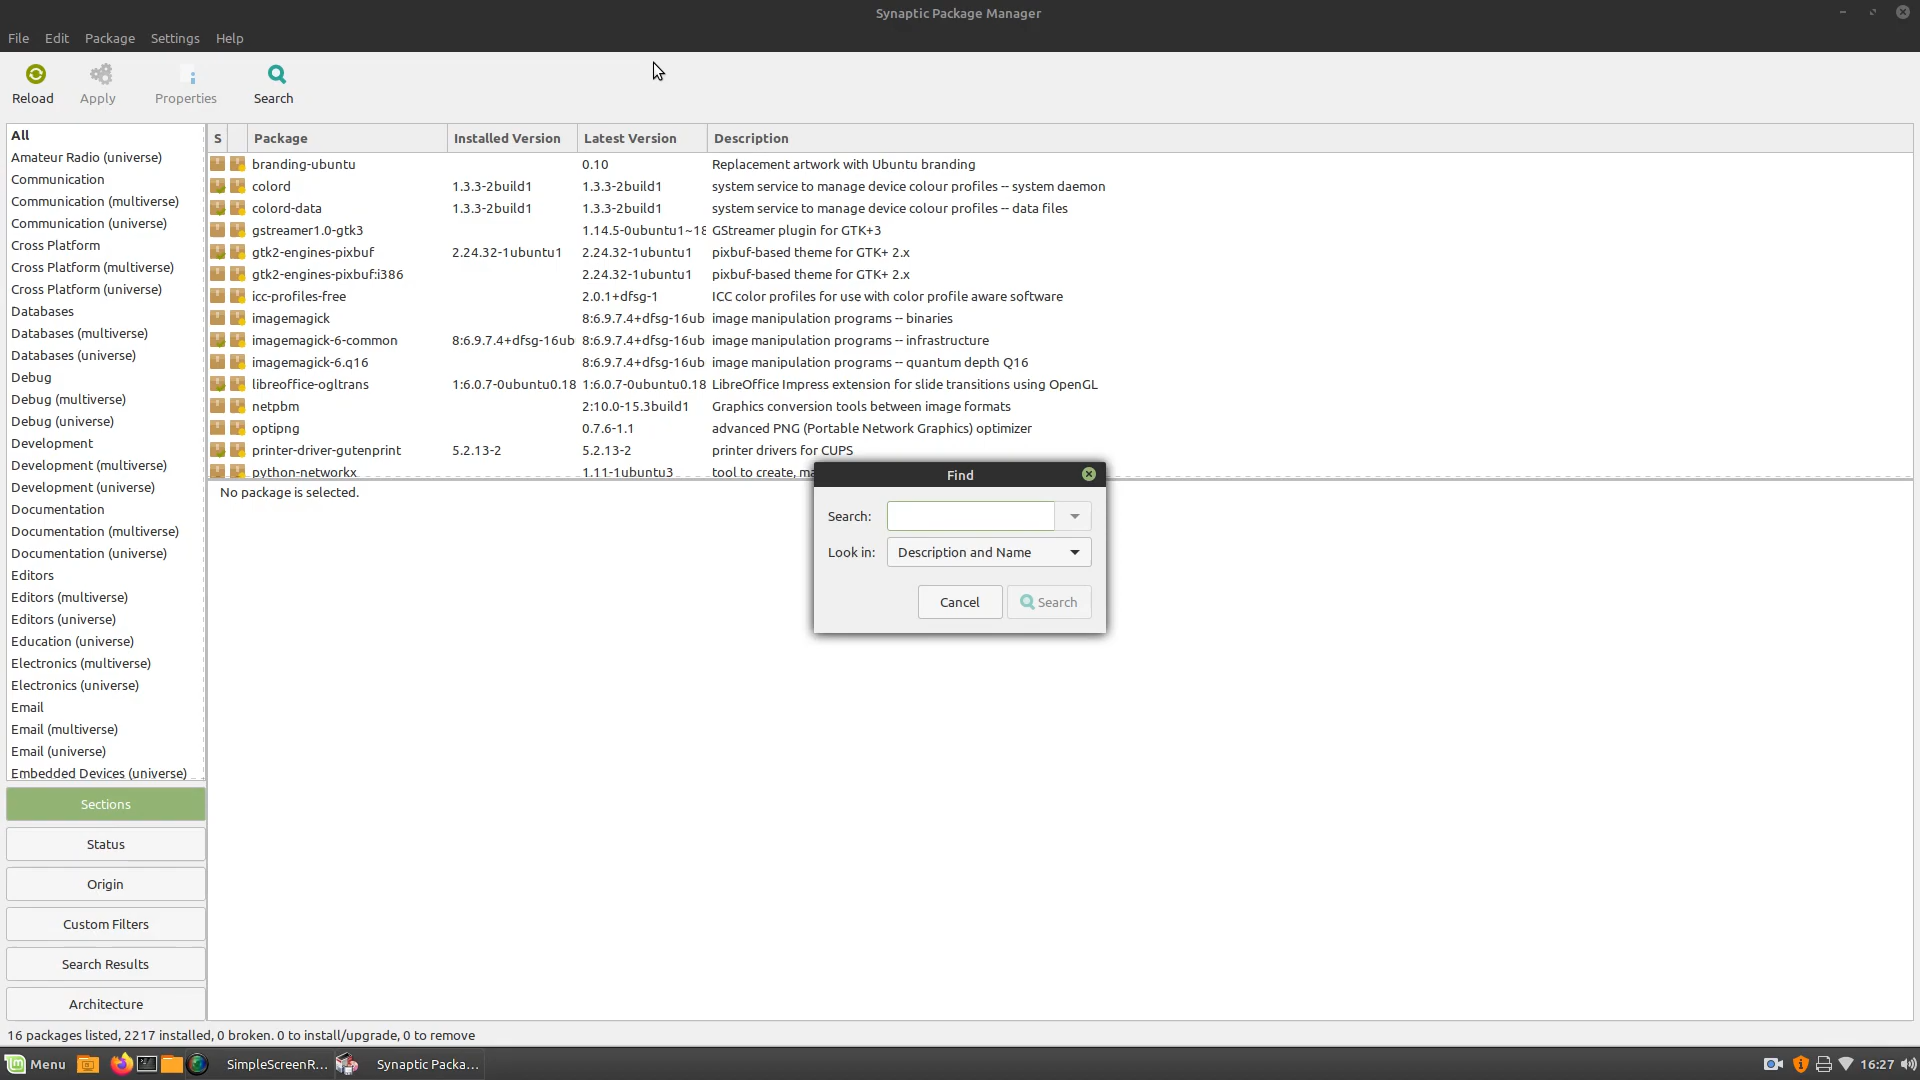 Synaptic Package Manager
File Edit Package Settings Help
Reload Apply Properties Search
All
Amateur Radio (universe)
Communication
Communication (multiverse)
Communication (universe)
Cross Platform
Cross Platform (multiverse)
Cross Platform (universe)
Databases
Databases (multiverse)
Databases (universe)
Debug
Debug (multiverse)
Debug (universe)
Development
Development (multiverse)
Development (universe)
Documentation
Documentation (multiverse)
Documentation (universe)
Editors
Editors (multiverse)
Editors (universe)
Education (universe)
Electronics (multiverse)
Electronics (universe)
Email
Email (multiverse)
Email (universe)
Embedded Devices (universe)
Sections
Status
Origin
Custom Filters
Search Results
Architecture
S Package Installed Version Latest Version Description
branding-ubuntu 0.10 Replacement artwork with Ubuntu branding
colord 1.3.3-2build1 1.3.3-2build1 system service to manage device colour profiles -- system daemon
colord-data 1.3.3-2build1 1.3.3-2build1 system service to manage device colour profiles -- data files
gstreamer1.0-gtk3 1.14.5-0ubuntu1~18 GStreamer plugin for GTK+3
gtk2-engines-pixbuf 2.24.32-1ubuntu1 2.24.32-1ubuntu1 pixbuf-based theme for GTK+ 2.x
gtk2-engines-pixbuf:i386 2.24.32-1ubuntu1 pixbuf-based theme for GTK+ 2.x
icc-profiles-free 2.0.1+dfsg-1 ICC color profiles for use with color profile aware software
imagemagick 8:6.9.7.4+dfsg-16ub image manipulation programs -- binaries
imagemagick-6-common 8:6.9.7.4+dfsg-16ub 8:6.9.7.4+dfsg-16ub image manipulation programs -- infrastructure
imagemagick-6.q16 8:6.9.7.4+dfsg-16ub image manipulation programs -- quantum depth Q16
libreoffice-ogltrans 1:6.0.7-0ubuntu0.18 1:6.0.7-0ubuntu0.18 LibreOffice Impress extension for slide transitions using OpenGL
netpbm 2:10.0-15.3build1 Graphics conversion tools between image formats
optipng 0.7.6-1.1 advanced PNG (Portable Network Graphics) optimizer
printer-driver-gutenprint 5.2.13-2 5.2.13-2 printer drivers for CUPS
python-networkx 1.11-1ubuntu3 tool to create, ma
No package is selected.
Find
Search:
Look in: Description and Name
Cancel Search
16 packages listed, 2217 installed, 0 broken. 0 to install/upgrade, 0 to remove
Menu SimpleScreenR... Synaptic Packa... 16:27